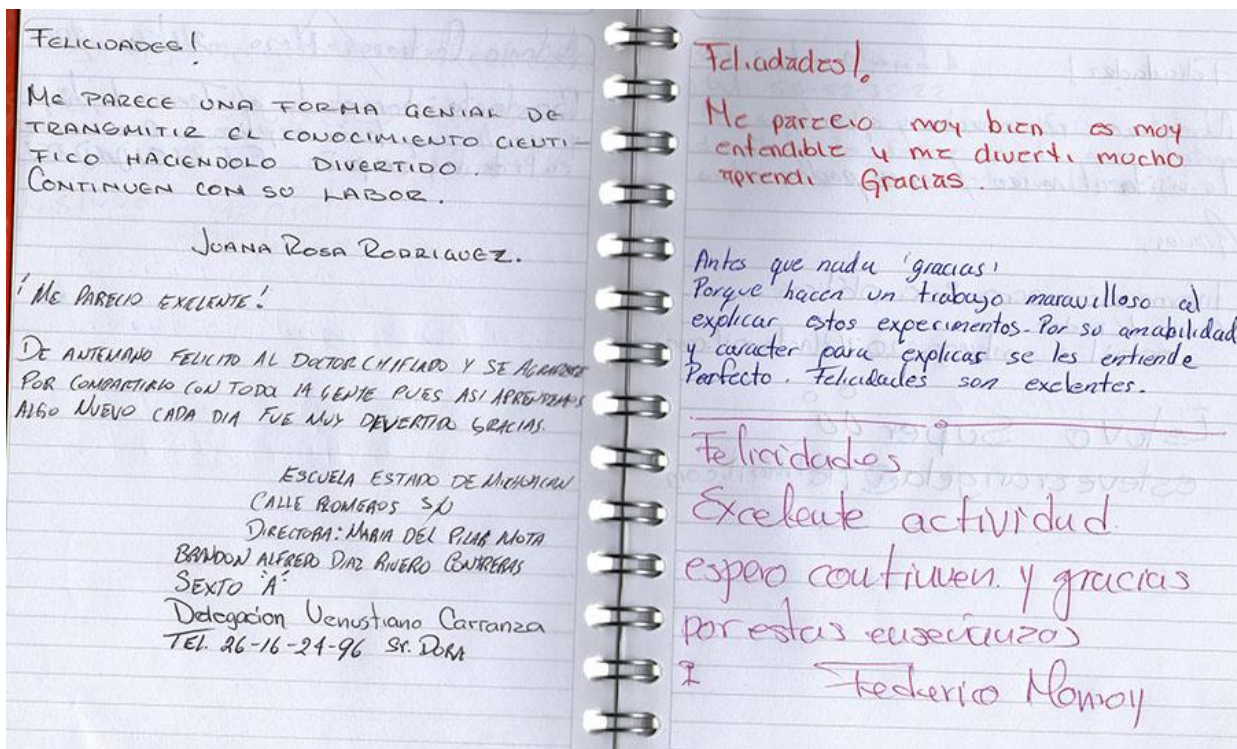 FELICIDADES!
ME PARECE UNA FORMA GENIAL DE
TRANSMITIR EL CONOCIMIENTO CIENTI-
FICO HACIENDOLO DIVERTIDO.
CONTINUEN CON SU LABOR.
JUANA ROSA RODRIGUEZ.
¡ME PARECIO EXELENTE!
DE ANTEMANO FELICITO AL DOCTOR CHIFLADO Y SE AGRADECE
POR COMPARTIRLO CON TODA LA GENTE PUES ASI APRENDEMOS
ALGO NUEVO CADA DIA FUE MUY DEVERTIDO GRACIAS.
ESCUELA ESTADO DE MICHOACAN
CALLE PLOMEROS S/N
DIRECTORA: MARIA DEL PILAR MOTA
BRANDON ALFREDO DIAZ RIVERO CONTRERAS
SEXTO "A"
Delegacion Venustiano Carranza
TEL. 26-16-24-96 Sr. DORA
Felicidades!
Me parecio moy bien es moy
entendible y me diverti mocho
aprendi Gracias.
Antes que nada ¡gracias!
Porque hacen un trabajo maravilloso al
explicar estos experimentos. Por su amabilidad
y caracter para explicas se les entiende
Perfecto. Felicidades son exelentes.
Felicidades
Excelente actividad
espero continuen y gracias
por estas enseñanzas
Federico Monroy